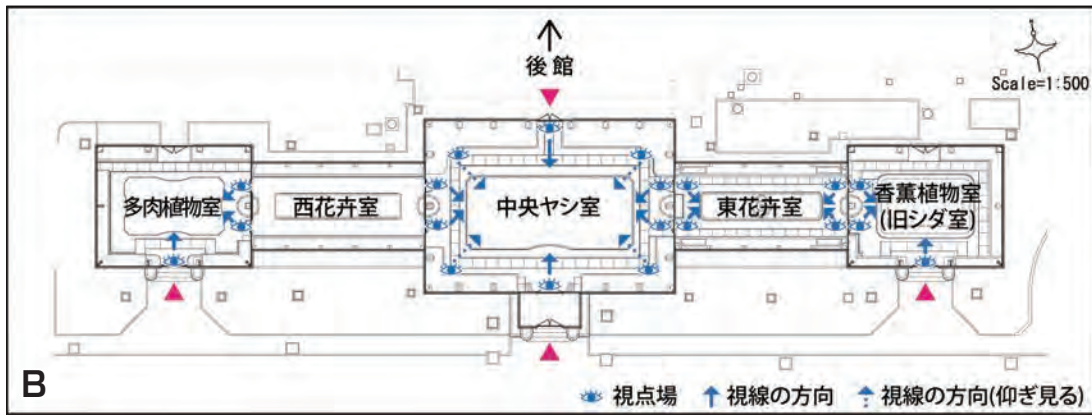 後館
Scale=1:500
多肉植物室
西花卉室
中央ヤシ室
東花卉室
香薫植物室
(旧シダ室)
B
視点場
視線の方向
視線の方向(仰ぎ見る)